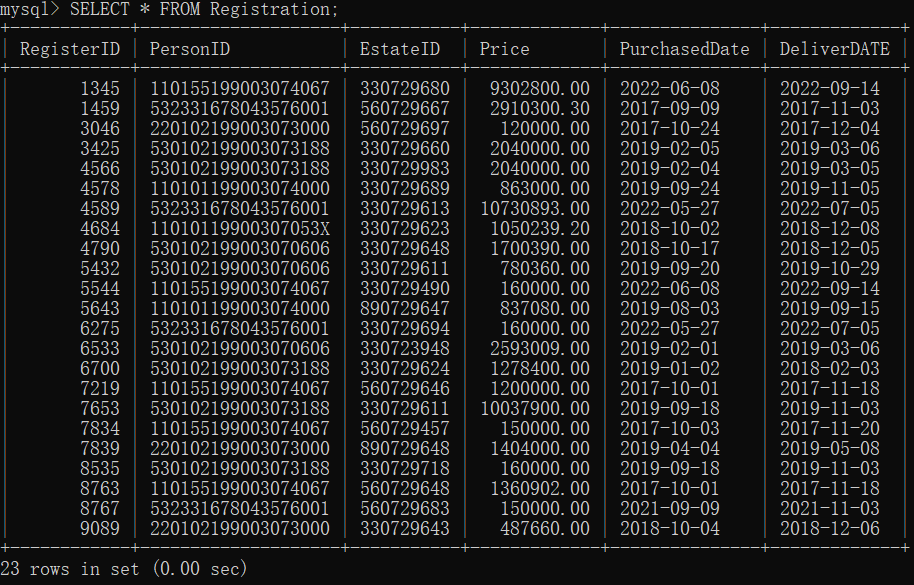 mysql> SELECT * FROM Registration;
+------------+--------------------+-----------+-------------+---------------+-------------+
| RegisterID | PersonID           | EstateID  | Price       | PurchasedDate | DeliverDATE |
+------------+--------------------+-----------+-------------+---------------+-------------+
|       1345 | 110155199003074067 | 330729680 |  9302800.00 | 2022-06-08    | 2022-09-14  |
|       1459 | 532331678043576001 | 560729667 |  2910300.30 | 2017-09-09    | 2017-11-03  |
|       3046 | 220102199003073000 | 560729697 |   120000.00 | 2017-10-24    | 2017-12-04  |
|       3425 | 530102199003073188 | 330729660 |  2040000.00 | 2019-02-05    | 2019-03-06  |
|       4566 | 530102199003073188 | 330729983 |  2040000.00 | 2019-02-04    | 2019-03-05  |
|       4578 | 110101199003074000 | 330729689 |   863000.00 | 2019-09-24    | 2019-11-05  |
|       4589 | 532331678043576001 | 330729613 | 10730893.00 | 2022-05-27    | 2022-07-05  |
|       4684 | 11010119900307053X | 330729623 |  1050239.20 | 2018-10-02    | 2018-12-08  |
|       4790 | 530102199003070606 | 330729648 |  1700390.00 | 2018-10-17    | 2018-12-05  |
|       5432 | 530102199003070606 | 330729611 |   780360.00 | 2019-09-20    | 2019-10-29  |
|       5544 | 110155199003074067 | 330729490 |   160000.00 | 2022-06-08    | 2022-09-14  |
|       5643 | 110101199003074000 | 890729647 |   837080.00 | 2019-08-03    | 2019-09-15  |
|       6275 | 532331678043576001 | 330729694 |   160000.00 | 2022-05-27    | 2022-07-05  |
|       6533 | 530102199003070606 | 330723948 |  2593009.00 | 2019-02-01    | 2019-03-06  |
|       6700 | 530102199003073188 | 330729624 |  1278400.00 | 2019-01-02    | 2018-02-03  |
|       7219 | 110155199003074067 | 560729646 |  1200000.00 | 2017-10-01    | 2017-11-18  |
|       7653 | 530102199003073188 | 330729611 | 10037900.00 | 2019-09-18    | 2019-11-03  |
|       7834 | 110155199003074067 | 560729457 |   150000.00 | 2017-10-03    | 2017-11-20  |
|       7839 | 220102199003073000 | 890729648 |  1404000.00 | 2019-04-04    | 2019-05-08  |
|       8535 | 530102199003073188 | 330729718 |   160000.00 | 2019-09-18    | 2019-11-03  |
|       8763 | 110155199003074067 | 560729648 |  1360902.00 | 2017-10-01    | 2017-11-18  |
|       8767 | 532331678043576001 | 560729683 |   150000.00 | 2021-09-09    | 2021-11-03  |
|       9089 | 220102199003073000 | 330729643 |   487660.00 | 2018-10-04    | 2018-12-06  |
+------------+--------------------+-----------+-------------+---------------+-------------+
23 rows in set (0.00 sec)